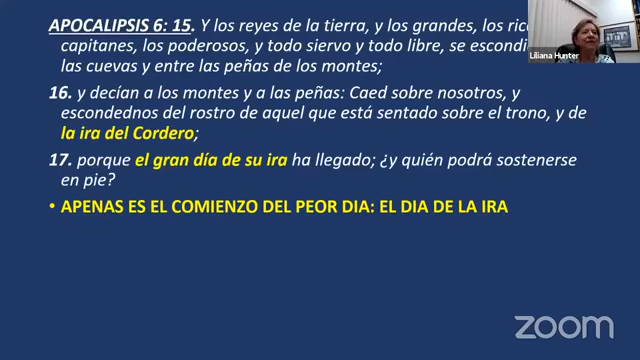 APOCALIPSIS 6: 15. Y los reyes de la tierra, y los grandes, los
capitanes, los poderosos, y todo siervo y todo libre, se
las cuevas y entre las peñas de los montes;
16. y decían a los montes y a las peñas: Caed sobre nosotros, y
escondednos del rostro de aquel que está sentado sobre el trono, y de
la ira del Cordero;
17. porque el gran día de su ira ha llegado; ¿y quién podrá sostenerse
en pie?
• APENAS ES EL COMIENZO DEL PEOR DIA: EL DIA DE LA IRA
Liliana Hunter
zoom